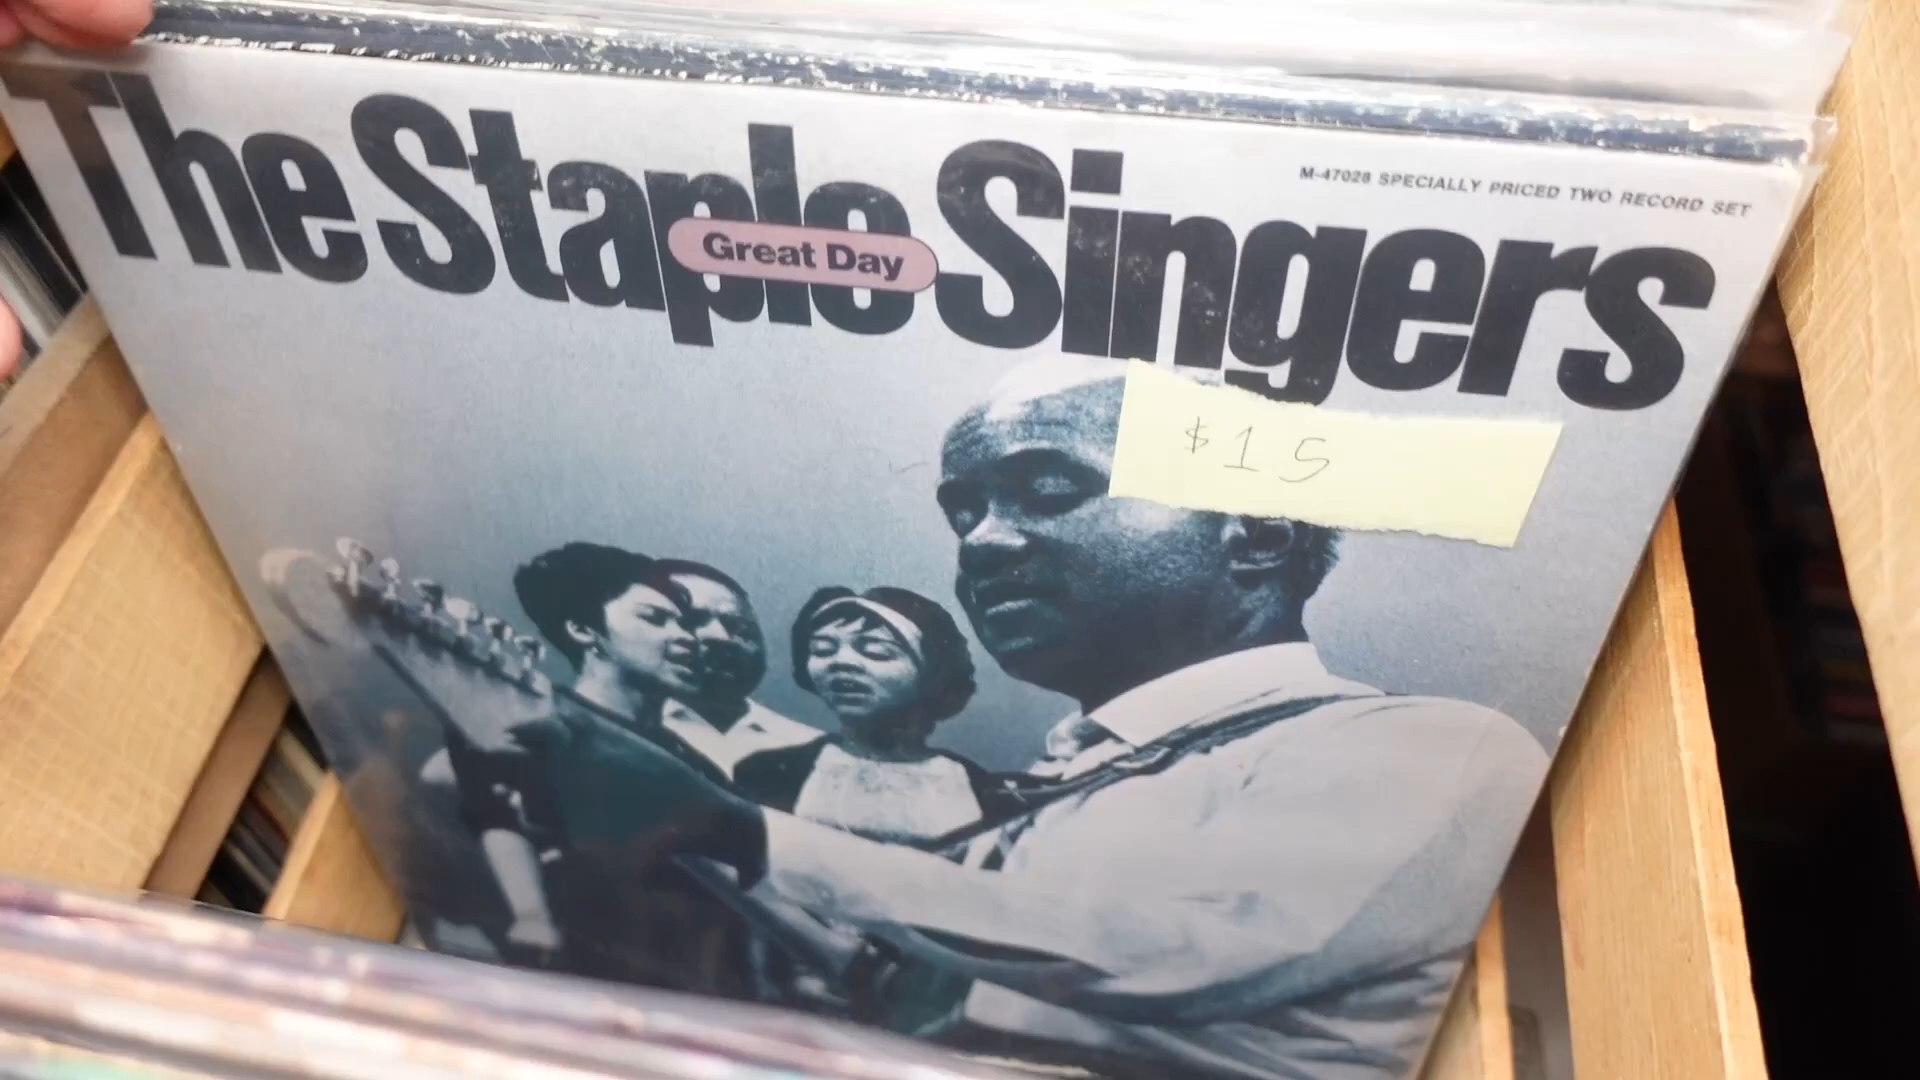 M-47028 SPECIALLY PRICED TWO RECORD SET
The Staple Singers
Great Day
$15